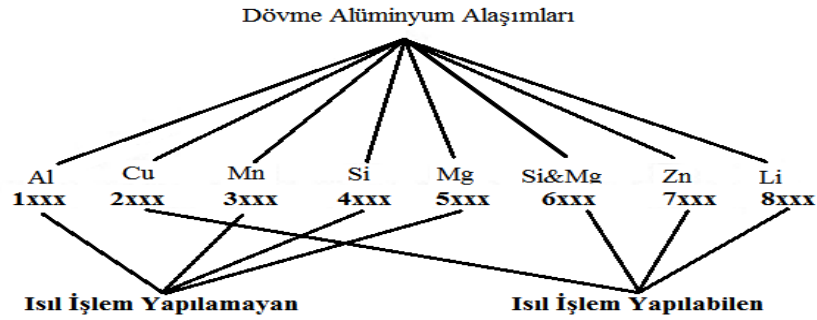 Dövme Alüminyum Alaşımları
Al Cu Mn Si Mg Si&Mg Zn Li
1xxx 2xxx 3xxx 4xxx 5xxx 6xxx 7xxx 8xxx
Isıl İşlem Yapılamayan Isıl İşlem Yapılabilen